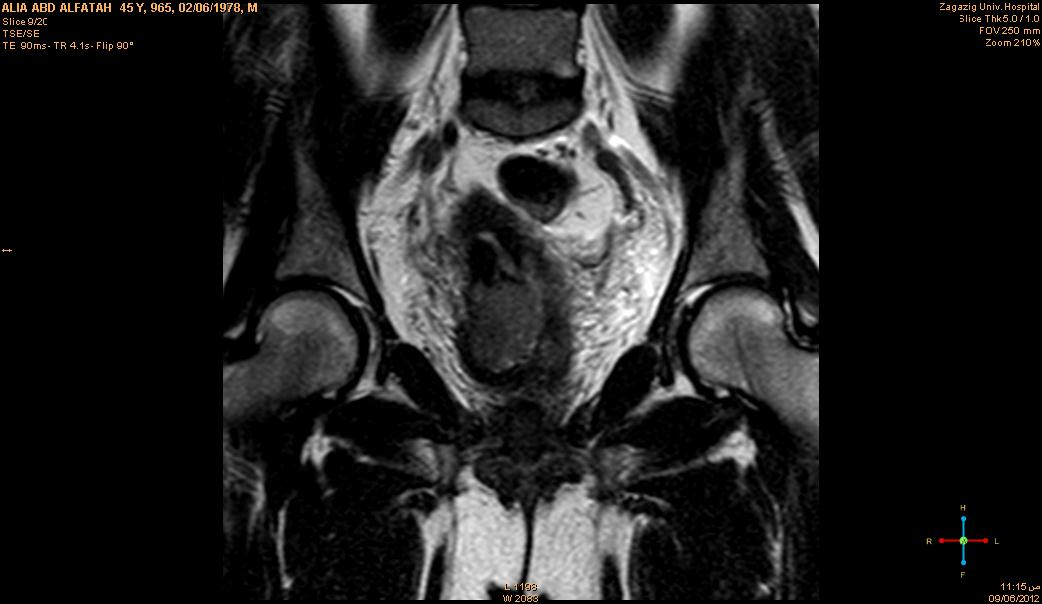 ALIA ABD ALFATAH 45 Y, 965, 02/06/1978, M
Slice 9/20
TSE/SE
TE 90ms- TR 4.1s- Flip 90°
Zagazig Univ.Hospital
Slice Thk5.0 / 1.0
FOV 250 mm
Zoom 210%
H
R
L
F
L 1198
W 2083
11:15 ص
09/06/2012